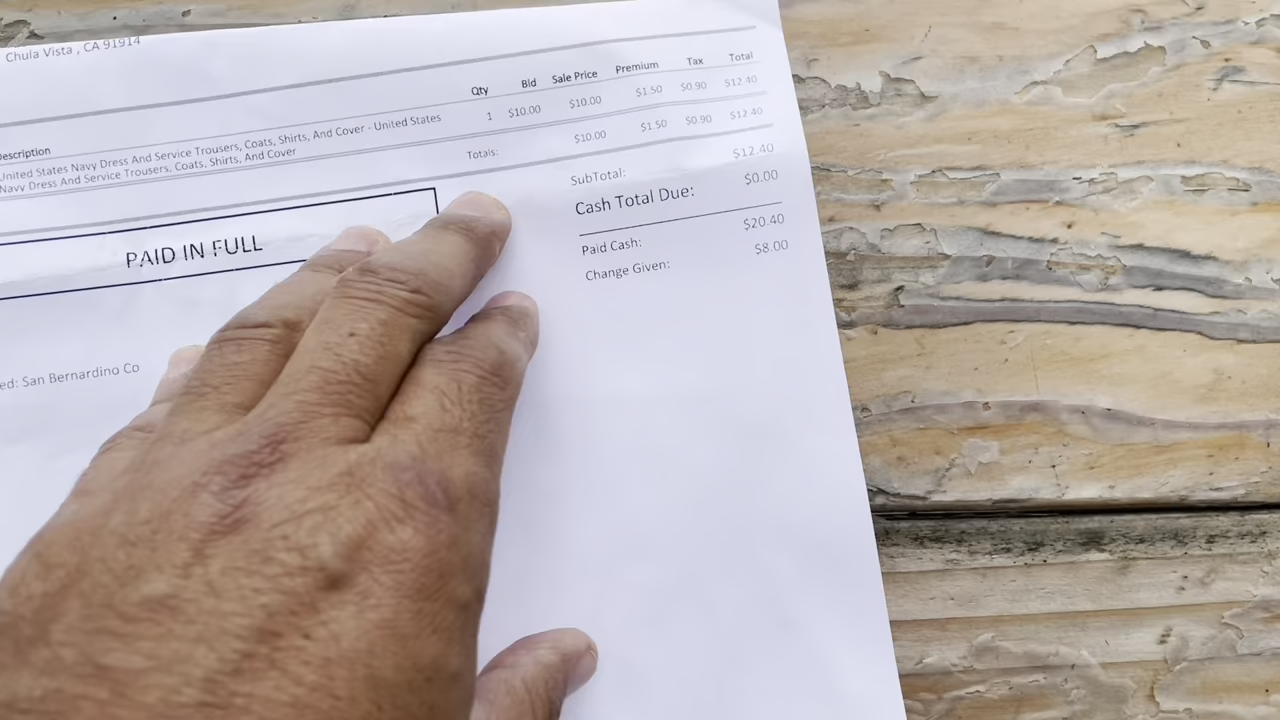 Chula Vista , CA 91914
Description Qty Bid Sale Price Premium Tax Total
United States Navy Dress And Service Trousers, Coats, Shirts, And Cover - United States 1 $10.00 $10.00 $1.50 $0.90 $12.40
Navy Dress And Service Trousers, Coats, Shirts, And Cover
Totals: $10.00 $1.50 $0.90 $12.40
SubTotal: $12.40
Cash Total Due: $0.00
PAID IN FULL
Paid Cash: $20.40
Change Given: $8.00
ed: San Bernardino Co